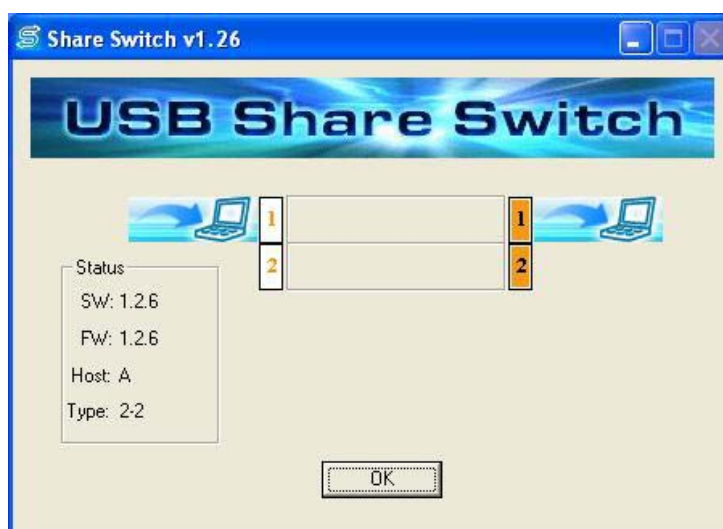 Share Switch v1.26
USB Share Switch
1 1
2 2
Status
SW: 1.2.6
FW: 1.2.6
Host: A
Type: 2-2
OK